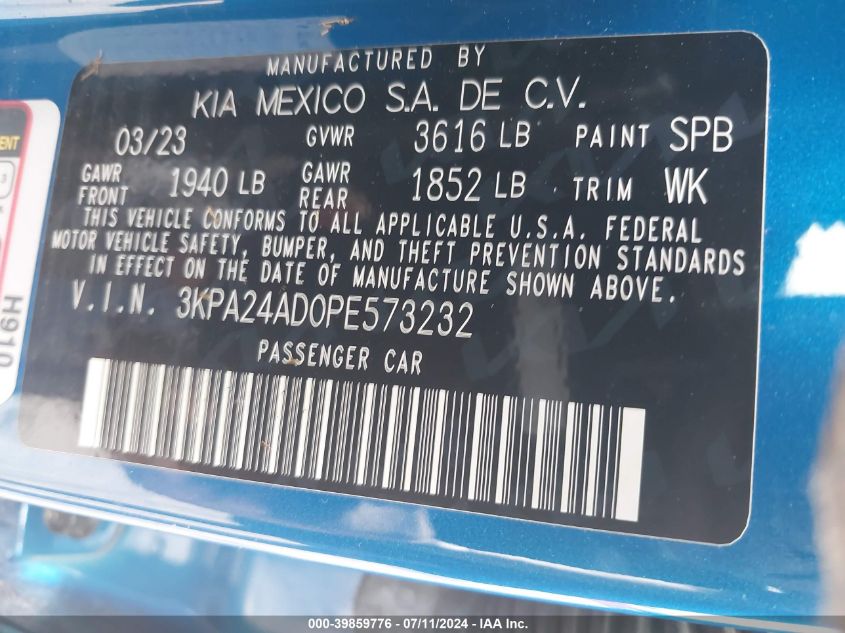 MANUFACTURED BY
KIA MEXICO S.A. DE C.V.
03/23 GVWR 3616 LB PAINT SPB
GAWR FRONT 1940 LB GAWR REAR 1852 LB TRIM WK
THIS VEHICLE CONFORMS TO ALL APPLICABLE U.S.A. FEDERAL
MOTOR VEHICLE SAFETY, BUMPER, AND THEFT PREVENTION STANDARDS
IN EFFECT ON THE DATE OF MANUFACTURE SHOWN ABOVE.
V.I.N. 3KPA24AD0PE573232
PASSENGER CAR
H910
000-39859776 / 07/11/2024 - IAA Inc.